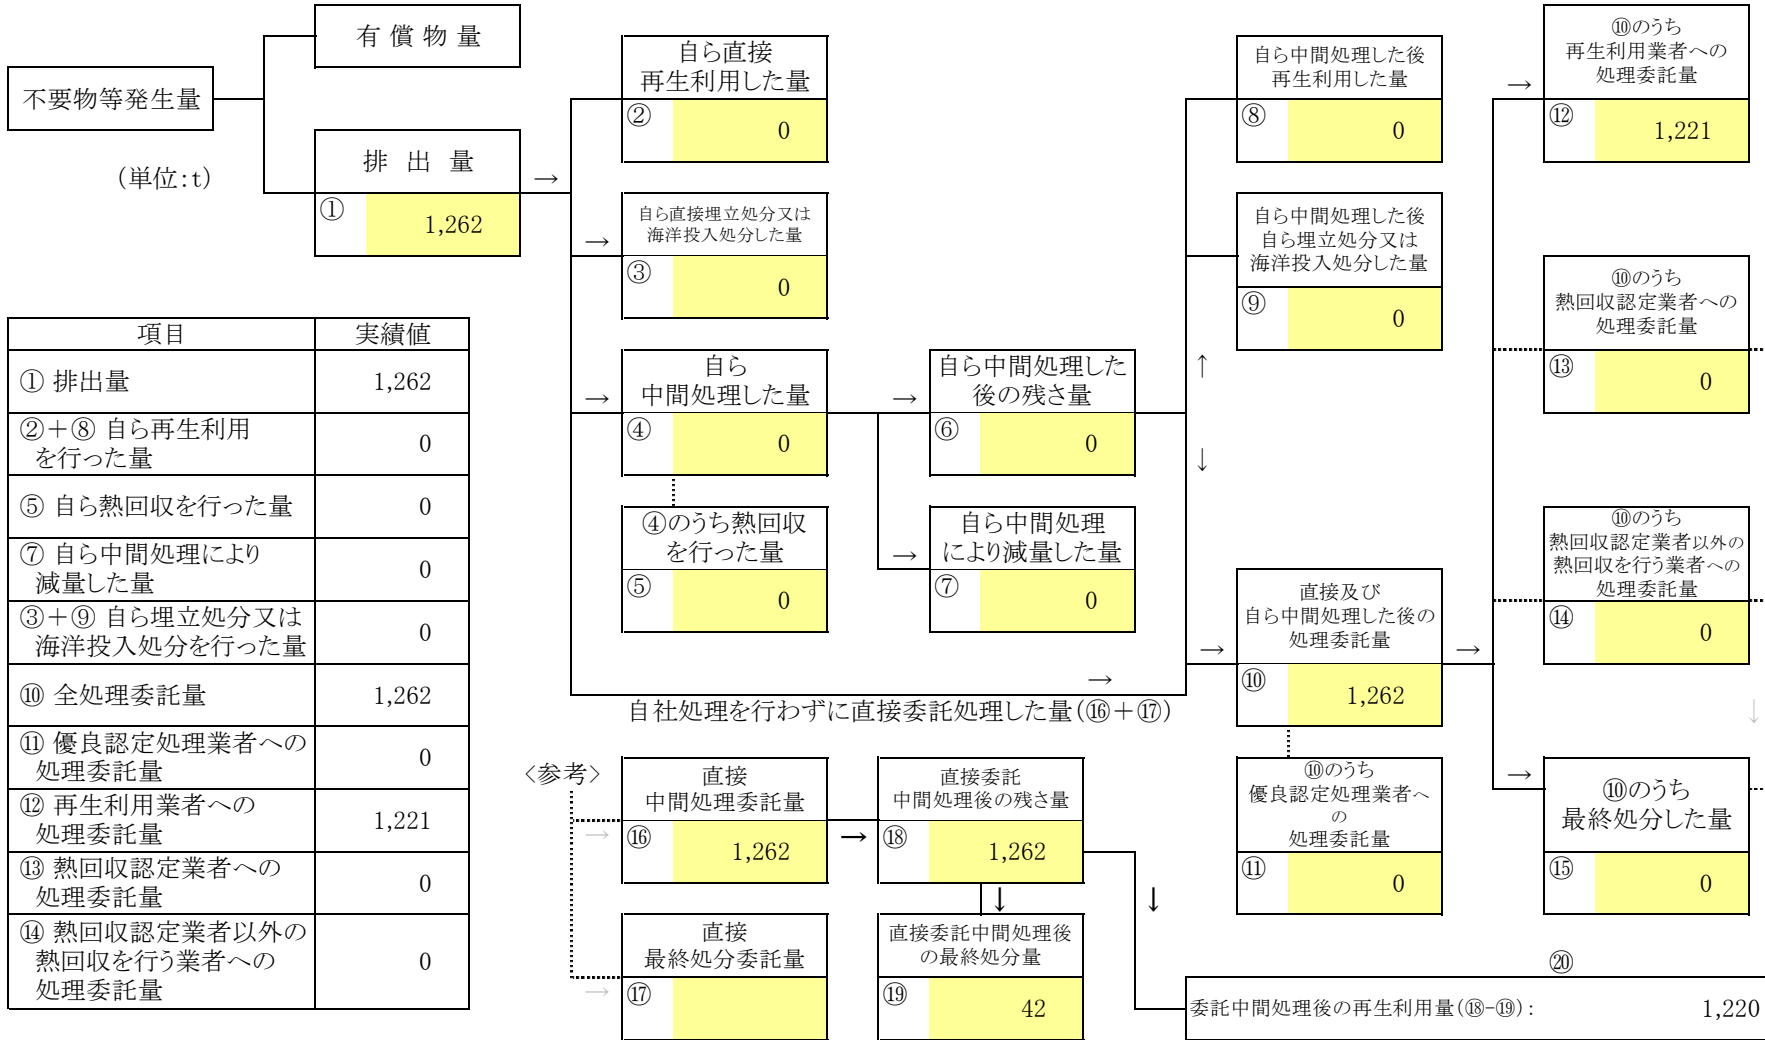 有 償 物 量
不要物等発生量
排 出 量
①
1,262
(単位:t)
→
自ら直接
再生利用した量
②
0
→
自ら直接埋立処分又は
海洋投入処分した量
③
0
→
自ら
中間処理した量
④
0
④のうち熱回収
を行った量
⑤
0
→
自ら中間処理した
後の残さ量
⑥
0
→
自ら中間処理
により減量した量
⑦
0
↑
↓
自ら中間処理した後
再生利用した量
⑧
0
自ら中間処理した後
自ら埋立処分又は
海洋投入処分した量
⑨
0
→
直接及び
自ら中間処理した後の
処理委託量
⑩
1,262
→
自社処理を行わずに直接委託処理した量(⑯+⑰)
⑩のうち
優良認定処理業者へ
の
処理委託量
⑪
0
→
→
⑩のうち
再生利用業者への
処理委託量
⑫
1,221
⑩のうち
熱回収認定業者への
処理委託量
⑬
0
⑩のうち
熱回収認定業者以外の
熱回収を行う業者への
処理委託量
⑭
0
↓
→
⑩のうち
最終処分した量
⑮
0
項目 実績値
① 排出量 1,262
②+⑧ 自ら再生利用
を行った量 0
⑤ 自ら熱回収を行った量 0
⑦ 自ら中間処理により
減量した量 0
③+⑨ 自ら埋立処分又は
海洋投入処分を行った量 0
⑩ 全処理委託量 1,262
⑪ 優良認定処理業者への
処理委託量 0
⑫ 再生利用業者への
処理委託量 1,221
⑬ 熱回収認定業者への
処理委託量 0
⑭ 熱回収認定業者以外の
熱回収を行う業者への
処理委託量 0
<参考>
→
直接
中間処理委託量
⑯
1,262
→
直接委託
中間処理後の残さ量
⑱
1,262
↓
↓
→
直接
最終処分委託量
⑰
直接委託中間処理後
の最終処分量
⑲
42
⑳
委託中間処理後の再生利用量(⑱-⑲): 1,220